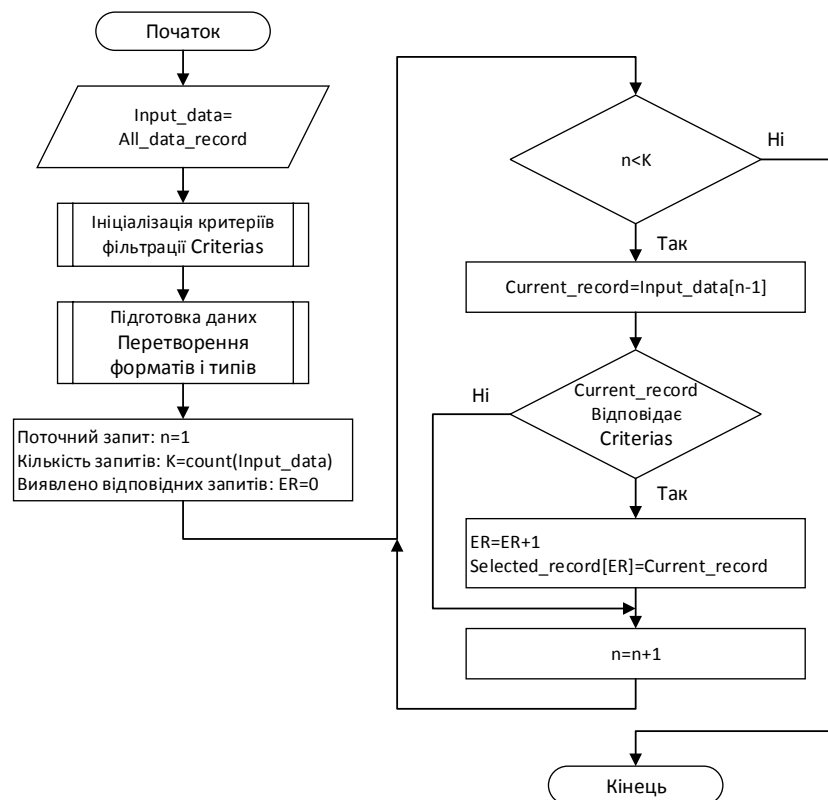 Початок
Input_data=
All_data_record
Ініціалізація критеріїв
фільтрації Criterias
Підготовка даних
Перетворення
форматів і типів
Поточний запит: n=1
Кількість запитів: K=count(Input_data)
Виявлено відповідних запитів: ER=0
n<K
Ні
Так
Current_record=Input_data[n-1]
Current_record
Відповідає
Criterias
Ні
Так
ER=ER+1
Selected_record[ER]=Current_record
n=n+1
Кінець